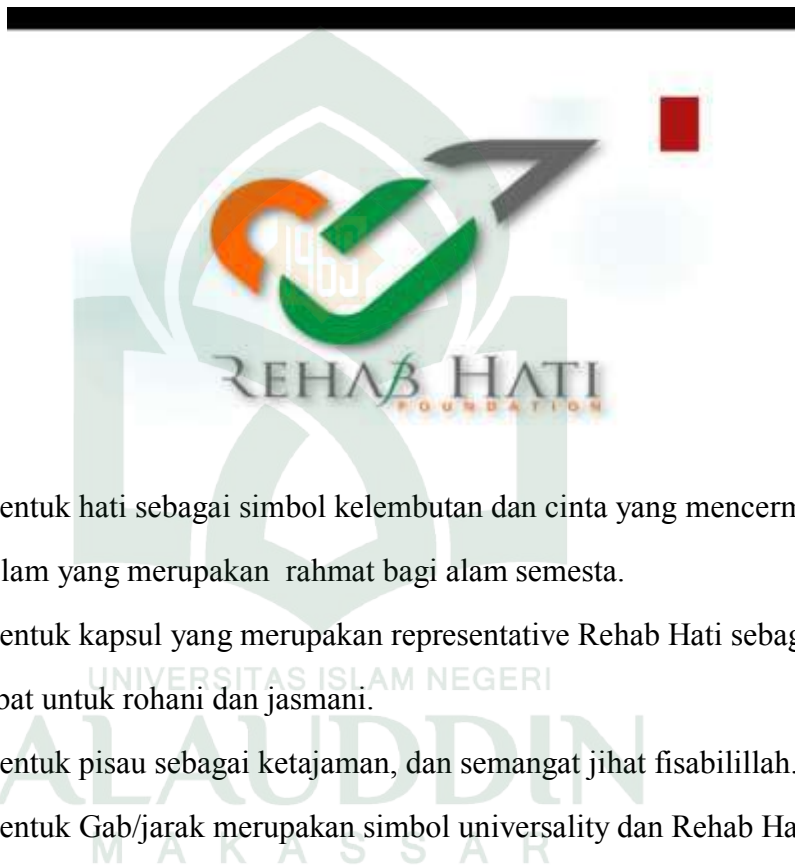 1965
REHAB HATI
FOUNDATION
entuk hati sebagai simbol kelembutan dan cinta yang mencerm
lam yang merupakan rahmat bagi alam semesta.
entuk kapsul yang merupakan representative Rehab Hati sebag
bat untuk rohani dan jasmani.
UNIVERSITAS ISLAM NEGERI
entuk pisau sebagai ketajaman, dan semangat jihat fisabilillah.
ALAUDDIN
entuk Gab/jarak merupakan simbol universality dan Rehab Ha
MAKASSAR